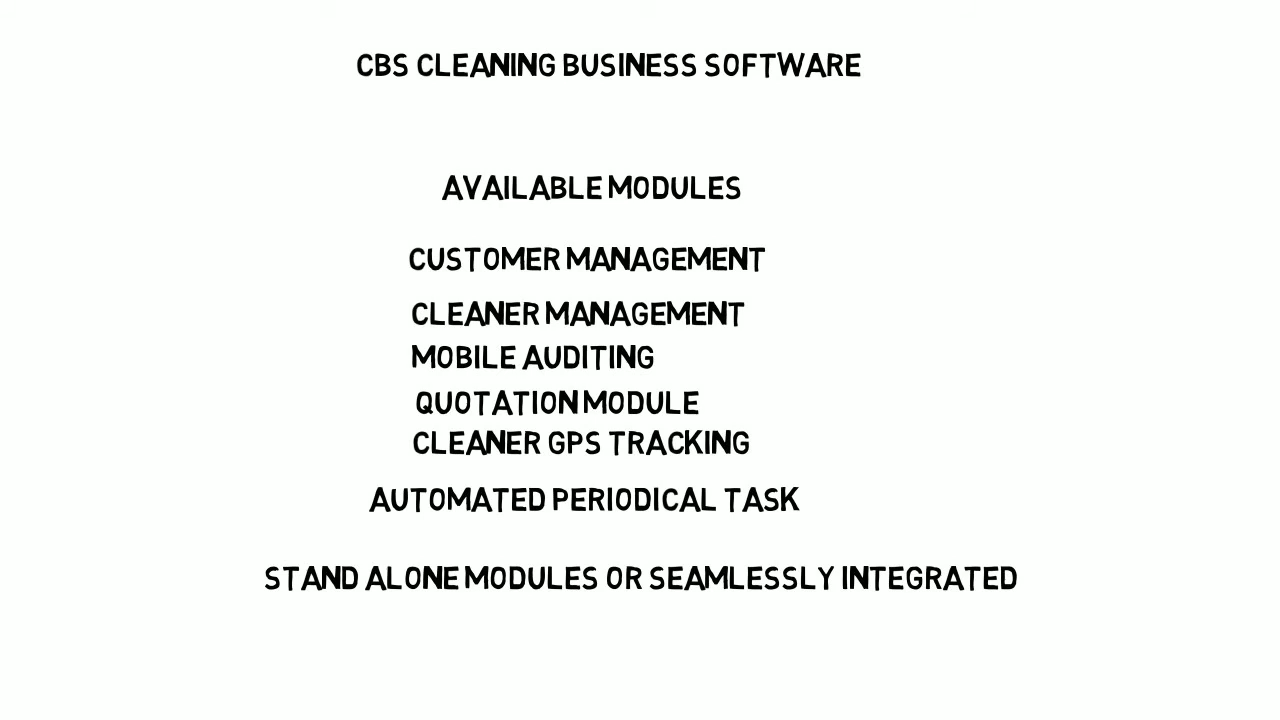 CBS CLEANING BUSINESS SOFTWARE
AVAILABLE MODULES
CUSTOMER MANAGEMENT
CLEANER MANAGEMENT
MOBILE AUDITING
QUOTATION MODULE
CLEANER GPS TRACKING
AUTOMATED PERIODICAL TASK
STAND ALONE MODULES OR SEAMLESSLY INTEGRATED